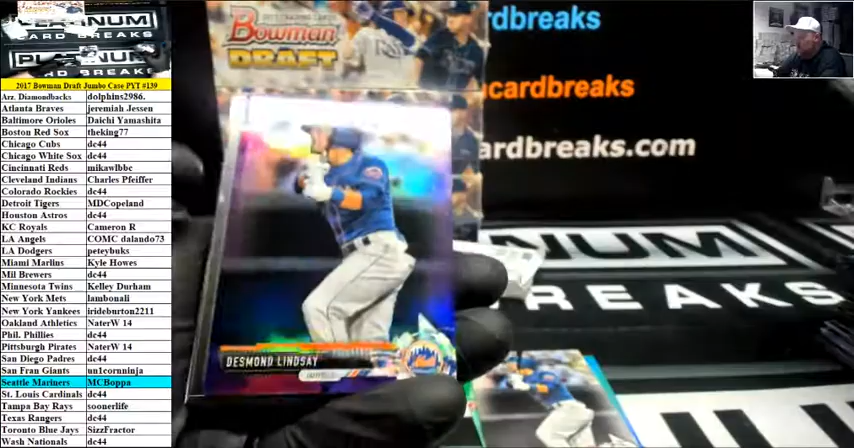 PLATINUM
CARD BREAKS
2017 Bowman Draft Jumbo Case PYT #139
Arz. Diamondbacks dolphins2986.
Atlanta Braves jeremiah Jessen
Baltimore Orioles Daichi Yamashita
Boston Red Sox theking77
Chicago Cubs dc44
Chicago White Sox dc44
Cincinnati Reds mikawlbbc
Cleveland Indians Charles Pfeiffer
Colorado Rockies dc44
Detroit Tigers MDCopeland
Houston Astros dc44
KC Royals Cameron R
LA Angels COMC dalando73
LA Dodgers peteybuks
Miami Marlins Kyle Howes
Mil Brewers dc44
Minnesota Twins Kelley Durham
New York Mets lambonali
New York Yankees irideburton2211
Oakland Athletics NaterW 14
Phil. Phillies dc44
Pittsburgh Pirates NaterW 14
San Diego Padres dc44
San Fran Giants un1cornninja
Seattle Mariners MCBoppa
St. Louis Cardinals dc44
Tampa Bay Rays soonerlife
Texas Rangers dc44
Toronto Blue Jays SizzFractor
Wash Nationals dc44
Bowman
DRAFT
DESMOND LINDSAY
Mets
dbreaks
cardbreaks
ardbreaks.com
NUM
BREAKS